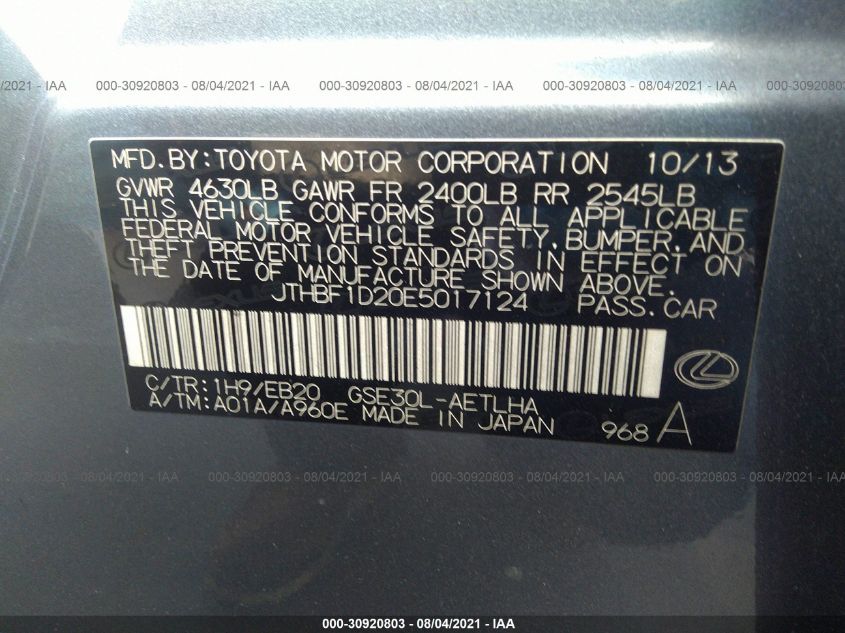 - 08/04/2021 - IAA 000-30920803 - 08/04/2021 - IAA 000-30920803 - 08/04/2021 - IAA 000-30920803
MFD.BY:TOYOTA MOTOR CORPORATION 10/13
GVWR 4630LB GAWR FR 2400LB RR 2545LB
THIS VEHICLE CONFORMS TO ALL APPLICABLE
FEDERAL MOTOR VEHICLE SAFETY,BUMPER,AND
THEFT PREVENTION STANDARDS IN EFFECT ON
THE DATE OF MANUFACTURE SHOWN ABOVE.
JTHBF1D20E5017124 PASS.CAR
C/TR:1H9/EB20 GSE30L-AETLHA
A/TM:A01A/A960E MADE IN JAPAN 968 A
- 08/04/2021 - IAA 000-30920803 - 08/04/2021 - IAA 000-30920803 - 08/04/2021 - IAA 000-30920803
000-30920803 - 08/04/2021 - IAA